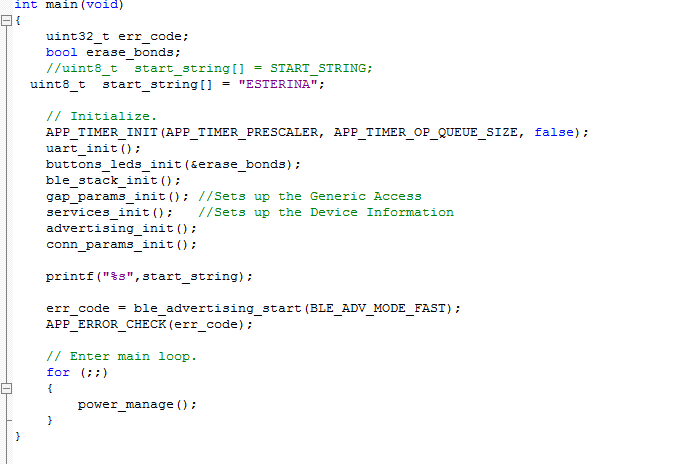 int main(void)
{
    uint32_t err_code;
    bool erase_bonds;
    //uint8_t  start_string[] = START_STRING;
  uint8_t  start_string[] = "ESTERINA";

    // Initialize.
    APP_TIMER_INIT(APP_TIMER_PRESCALER, APP_TIMER_OP_QUEUE_SIZE, false);
    uart_init();
    buttons_leds_init(&erase_bonds);
    ble_stack_init();
    gap_params_init(); //Sets up the Generic Access
    services_init();   //Sets up the Device Information
    advertising_init();
    conn_params_init();

    printf("%s",start_string);

    err_code = ble_advertising_start(BLE_ADV_MODE_FAST);
    APP_ERROR_CHECK(err_code);

    // Enter main loop.
    for (;;)
    {
        power_manage();
    }
}